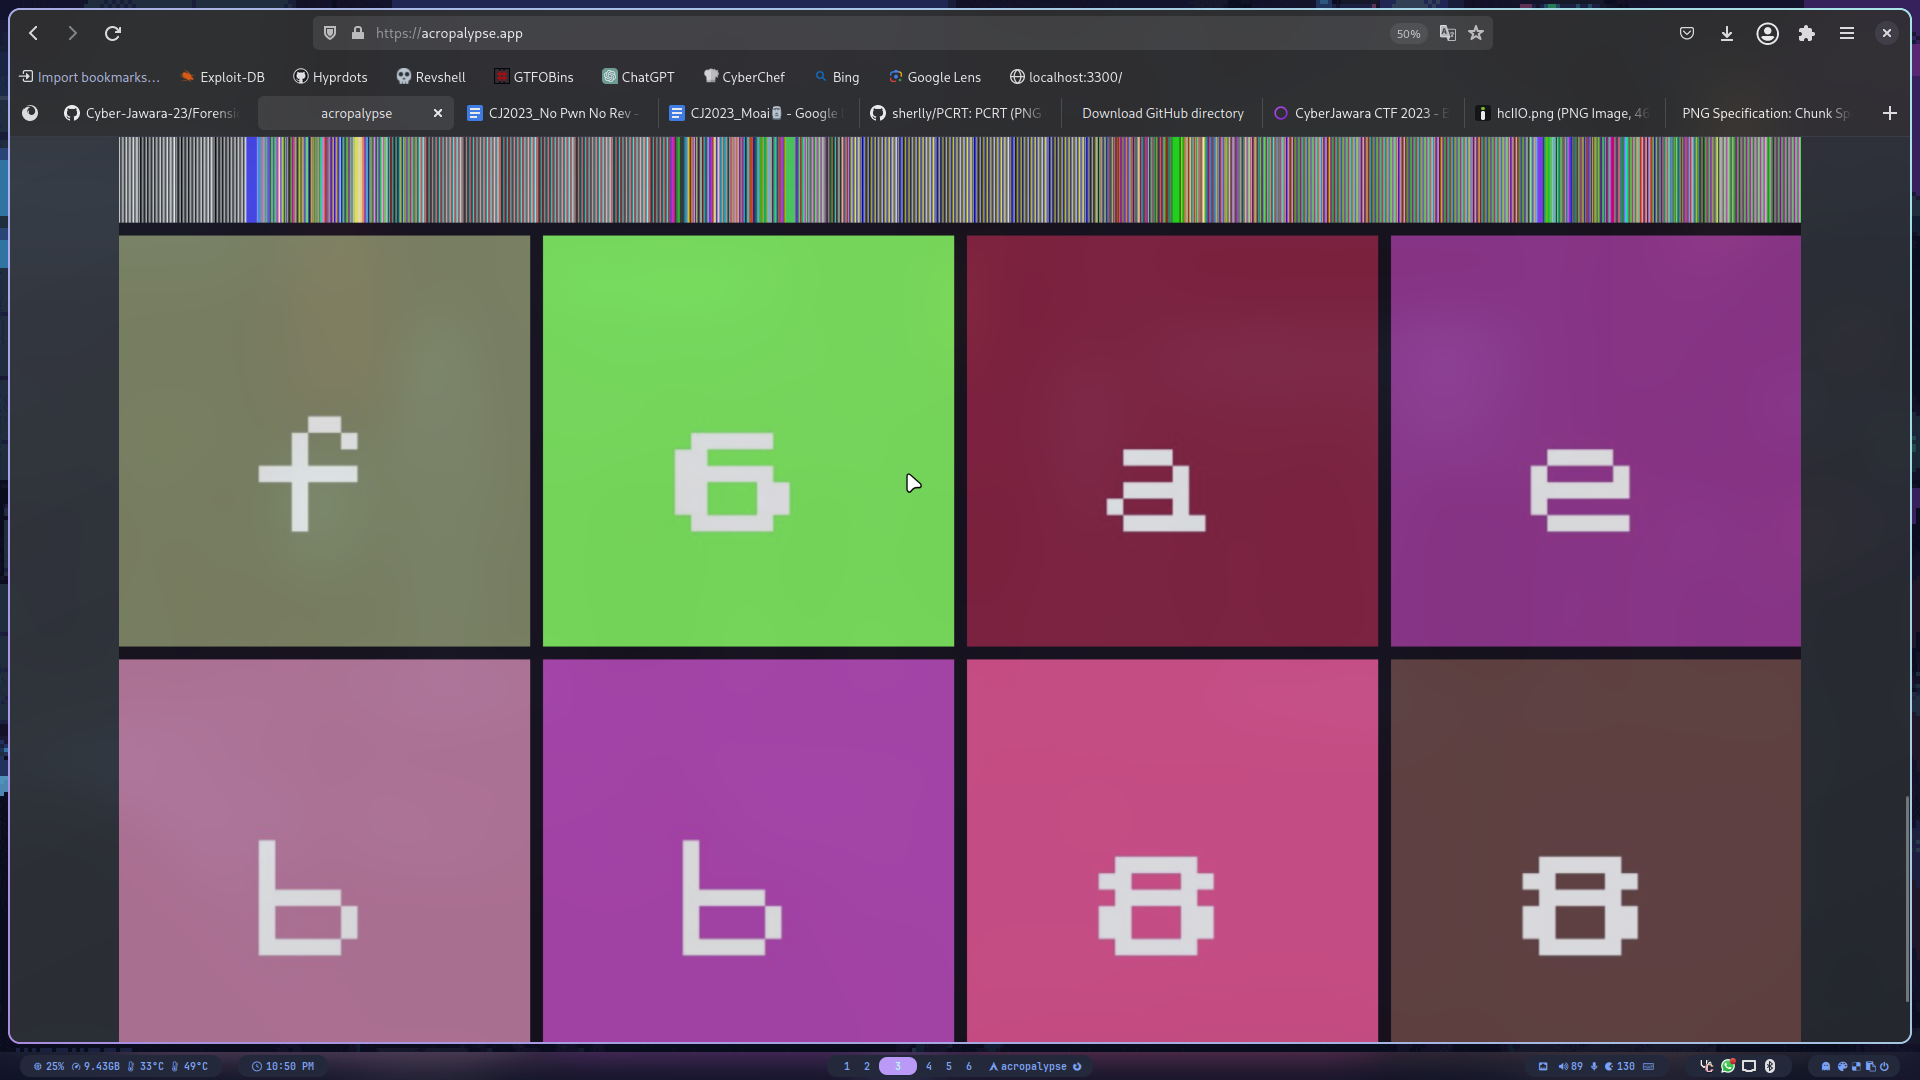 https://acropalypse.app
50%
Import bookmarks...
Exploit-DB
Hyprdots
Revshell
GTFOBins
ChatGPT
CyberChef
Bing
Google Lens
localhost:3300/
Cyber-Jawara-23/Forensi
acropalypse
CJ2023_No Pwn No Rev -
CJ2023_Moai🗿 - Google
sherlly/PCRT: PCRT (PNG
Download GitHub directory
CyberJawara CTF 2023 -
hclIO.png (PNG Image, 46
PNG Specification: Chunk Sp
f 6 a e
b b 8 8
25% 9.43GB 33°C 49°C
10:50 PM
1 2 3 4 5 6
acropalypse
89
130